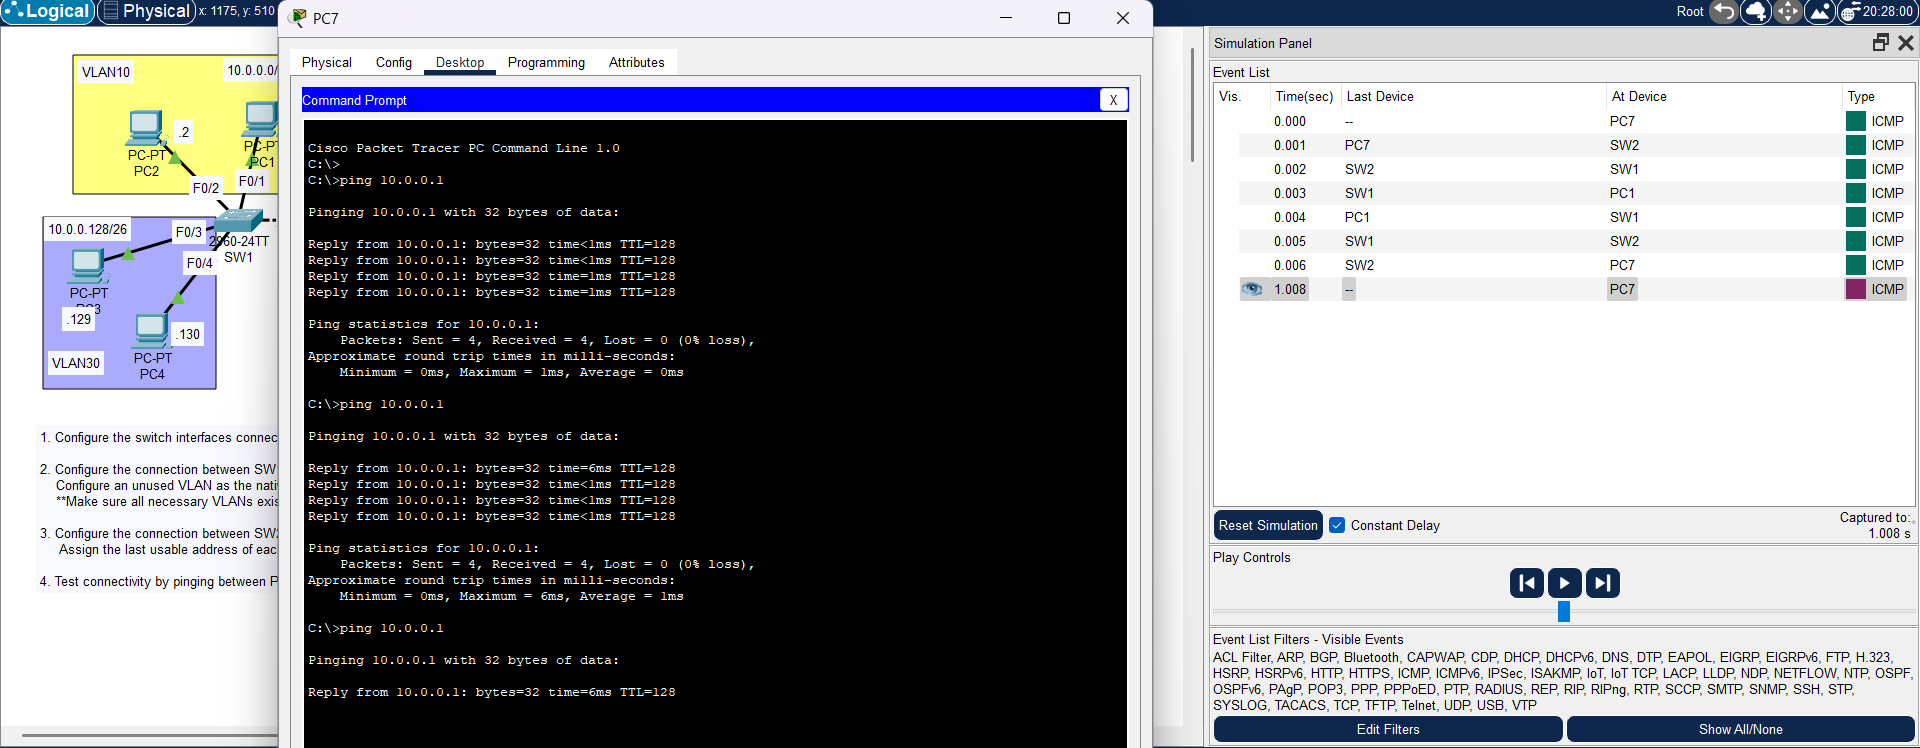 Logical
Physical
x: 1175, y: 510
PC7
Root
20:28:00
VLAN10
10.0.0.0/
.2
PC-PT
PC2
PC-PT
PC1
F0/2
F0/1
10.0.0.128/26
F0/3
2960-24TT
SW1
F0/4
PC-PT
PC3
.129
.130
PC-PT
PC4
VLAN30
1. Configure the switch interfaces connec
2. Configure the connection between SW
Configure an unused VLAN as the nati
**Make sure all necessary VLANs exis
3. Configure the connection between SW
Assign the last usable address of eac
4. Test connectivity by pinging between P
Physical
Config
Desktop
Programming
Attributes
Command Prompt
X
Cisco Packet Tracer PC Command Line 1.0
C:\>
C:\>ping 10.0.0.1
Pinging 10.0.0.1 with 32 bytes of data:
Reply from 10.0.0.1: bytes=32 time<1ms TTL=128
Reply from 10.0.0.1: bytes=32 time<1ms TTL=128
Reply from 10.0.0.1: bytes=32 time=1ms TTL=128
Reply from 10.0.0.1: bytes=32 time=1ms TTL=128
Ping statistics for 10.0.0.1:
Packets: Sent = 4, Received = 4, Lost = 0 (0% loss),
Approximate round trip times in milli-seconds:
Minimum = 0ms, Maximum = 1ms, Average = 0ms
C:\>ping 10.0.0.1
Pinging 10.0.0.1 with 32 bytes of data:
Reply from 10.0.0.1: bytes=32 time=6ms TTL=128
Reply from 10.0.0.1: bytes=32 time<1ms TTL=128
Reply from 10.0.0.1: bytes=32 time<1ms TTL=128
Reply from 10.0.0.1: bytes=32 time<1ms TTL=128
Ping statistics for 10.0.0.1:
Packets: Sent = 4, Received = 4, Lost = 0 (0% loss),
Approximate round trip times in milli-seconds:
Minimum = 0ms, Maximum = 6ms, Average = 1ms
C:\>ping 10.0.0.1
Pinging 10.0.0.1 with 32 bytes of data:
Reply from 10.0.0.1: bytes=32 time=6ms TTL=128
Simulation Panel
Event List
Vis. Time(sec) Last Device At Device Type
0.000 -- PC7 ICMP
0.001 PC7 SW2 ICMP
0.002 SW2 SW1 ICMP
0.003 SW1 PC1 ICMP
0.004 PC1 SW1 ICMP
0.005 SW1 SW2 ICMP
0.006 SW2 PC7 ICMP
1.008 -- PC7 ICMP
Reset Simulation
Constant Delay
Captured to:
1.008 s
Play Controls
Event List Filters - Visible Events
ACL Filter, ARP, BGP, Bluetooth, CAPWAP, CDP, DHCP, DHCPv6, DNS, DTP, EAPOL, EIGRP, EIGRPv6, FTP, H.323,
HSRP, HSRPv6, HTTP, HTTPS, ICMP, ICMPv6, IPSec, ISAKMP, IoT, IoT TCP, LACP, LLDP, NDP, NETFLOW, NTP, OSPF,
OSPFv6, PAgP, POP3, PPP, PPPoED, PTP, RADIUS, REP, RIP, RIPng, RTP, SCCP, SMTP, SNMP, SSH, STP,
SYSLOG, TACACS, TCP, TFTP, Telnet, UDP, USB, VTP
Edit Filters
Show All/None